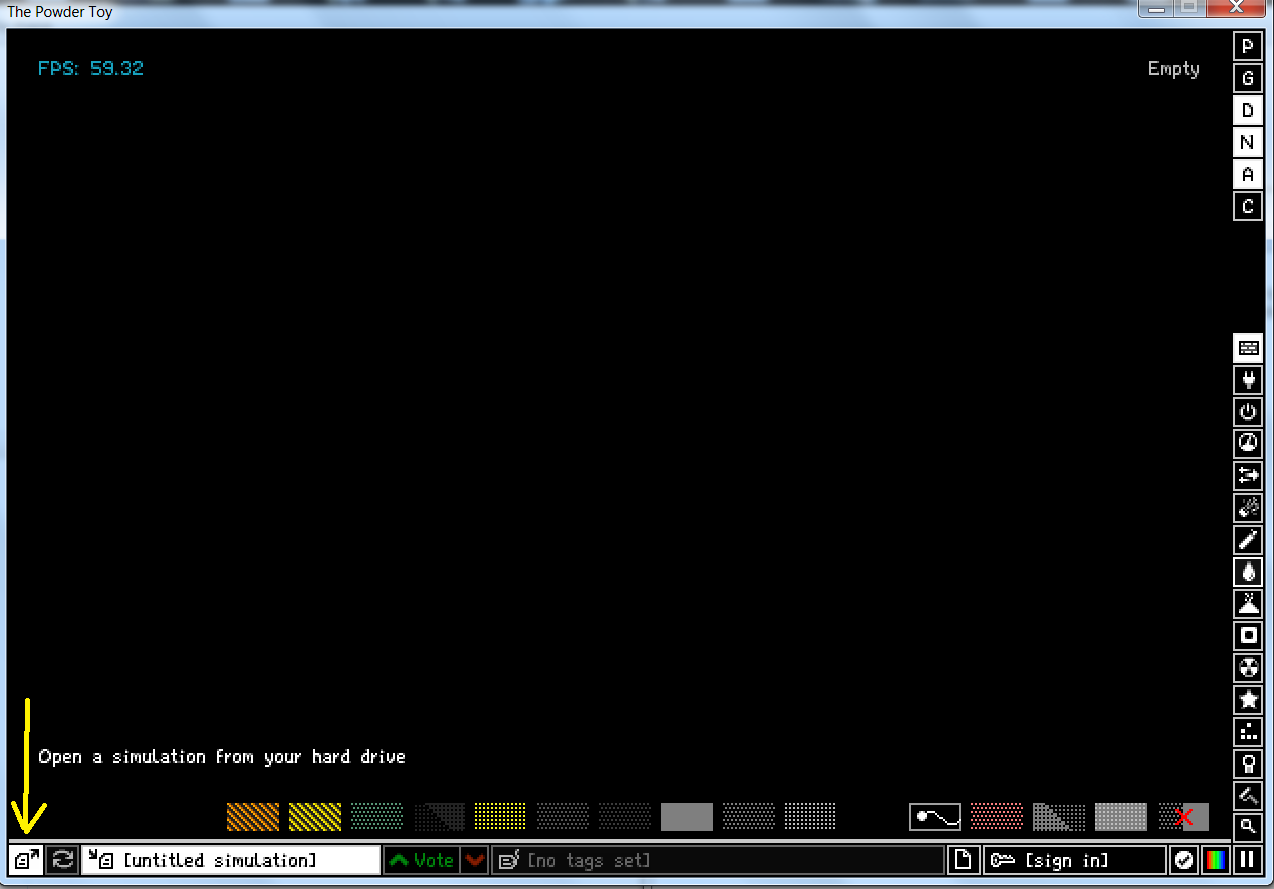 The Powder Toy
FPS: 59.32
Empty
P
G
D
N
A
C
Open a simulation from your hard drive
[untitled simulation]
Vote
[no tags set]
[sign in]